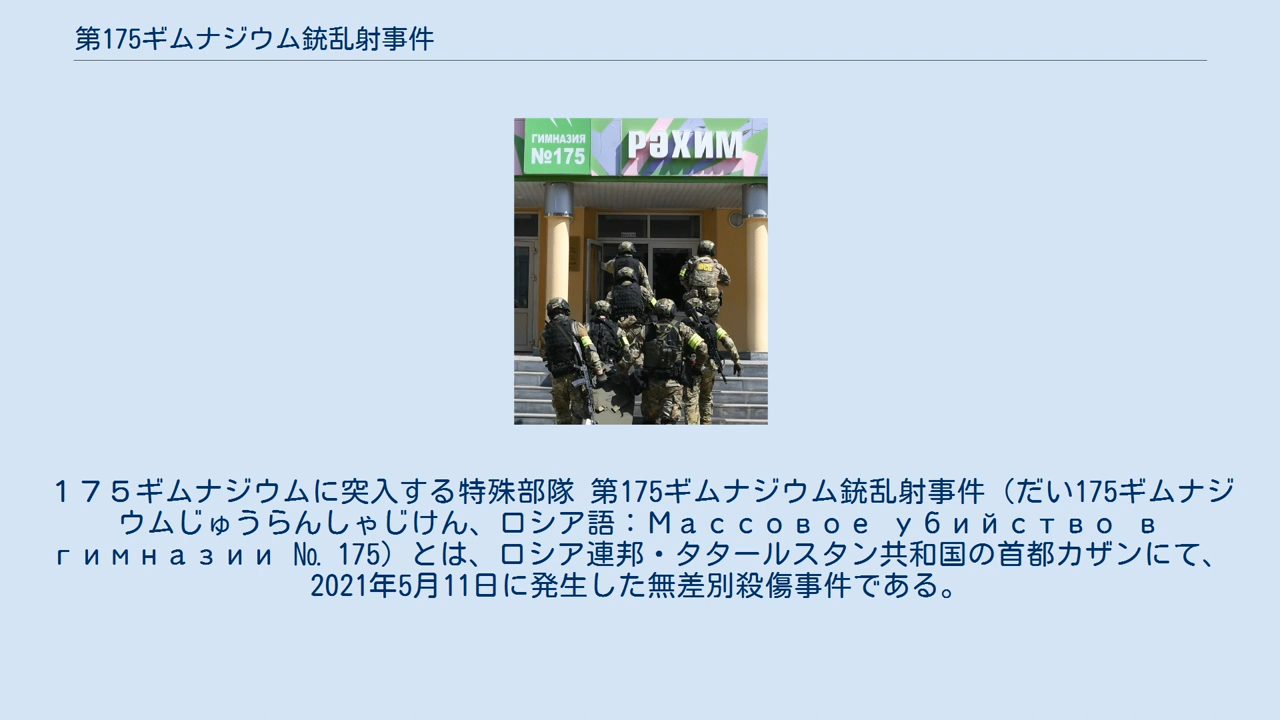 第175ギムナジウム銃乱射事件
ГИМНАЗИЯ
№175
РӘХИМ
１７５ギムナジウムに突入する特殊部隊 第175ギムナジウム銃乱射事件（だい175ギムナジ
ウムじゅうらんしゃじけん、ロシア語：Массовое убийство в
гимназии № 175）とは、ロシア連邦・タタールスタン共和国の首都カザンにて、
2021年5月11日に発生した無差別殺傷事件である。